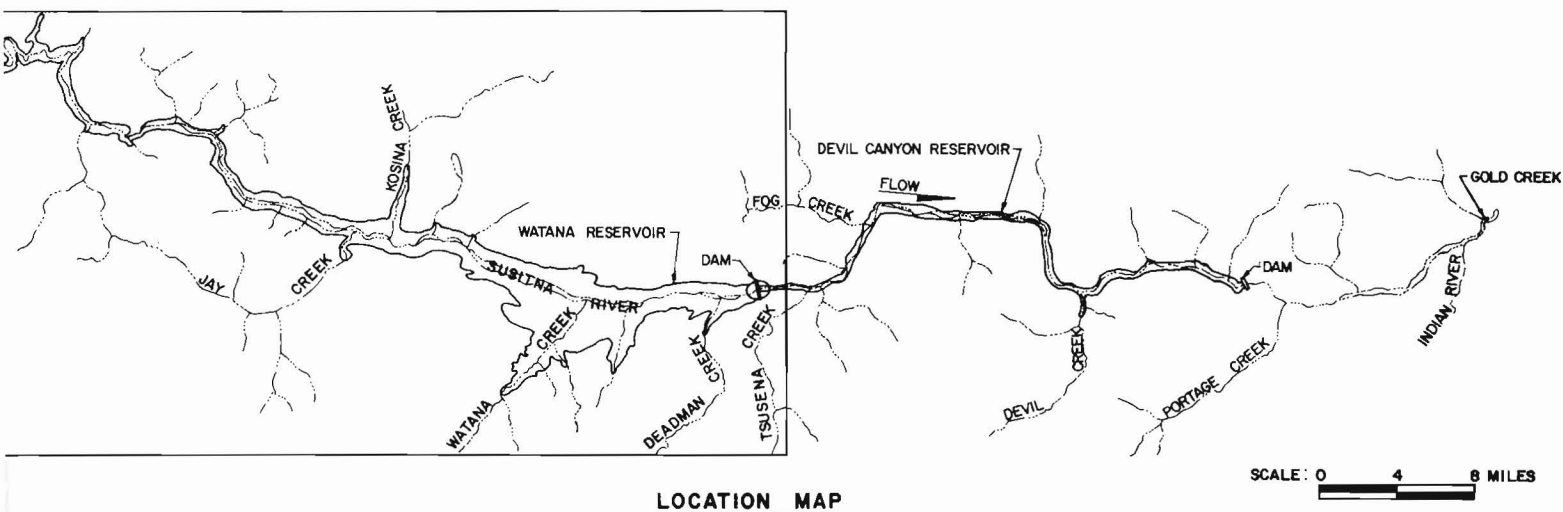 KOSINA CREEK
DEVIL CANYON RESERVOIR
GOLD CREEK
FLOW
FOG CREEK
WATANA RESERVOIR
DAM
SUSITNA RIVER
DAM
JAY CREEK
INDIAN RIVER
WATANA CREEK
DEADMAN CREEK
TSUSENA CREEK
DEVIL CREEK
PORTAGE CREEK
SCALE: 0 4 8 MILES
LOCATION MAP